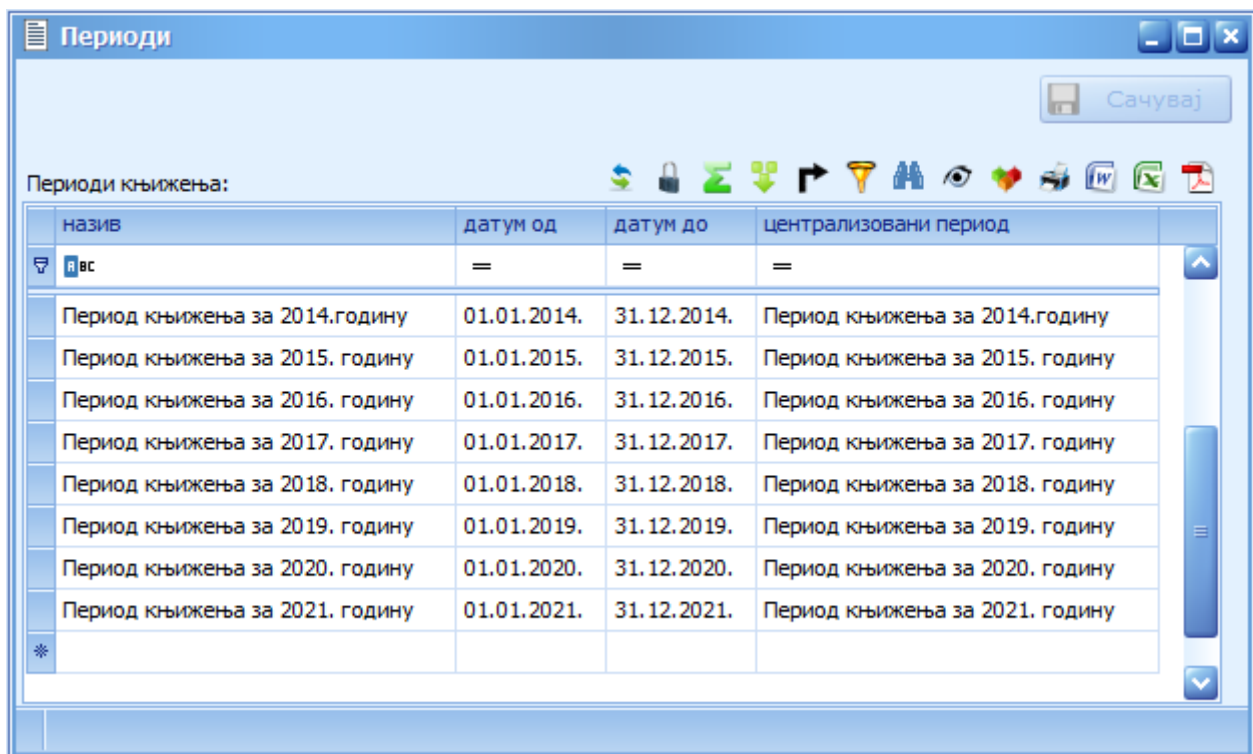 Периоди
Сачувај
Периоди књижења:
назив датум од датум до централизовани период
ABC = = =
Период књижења за 2014.годину 01.01.2014. 31.12.2014. Период књижења за 2014.годину
Период књижења за 2015. годину 01.01.2015. 31.12.2015. Период књижења за 2015. годину
Период књижења за 2016. годину 01.01.2016. 31.12.2016. Период књижења за 2016. годину
Период књижења за 2017. годину 01.01.2017. 31.12.2017. Период књижења за 2017. годину
Период књижења за 2018. годину 01.01.2018. 31.12.2018. Период књижења за 2018. годину
Период књижења за 2019. годину 01.01.2019. 31.12.2019. Период књижења за 2019. годину
Период књижења за 2020. годину 01.01.2020. 31.12.2020. Период књижења за 2020. годину
Период књижења за 2021. годину 01.01.2021. 31.12.2021. Период књижења за 2021. годину